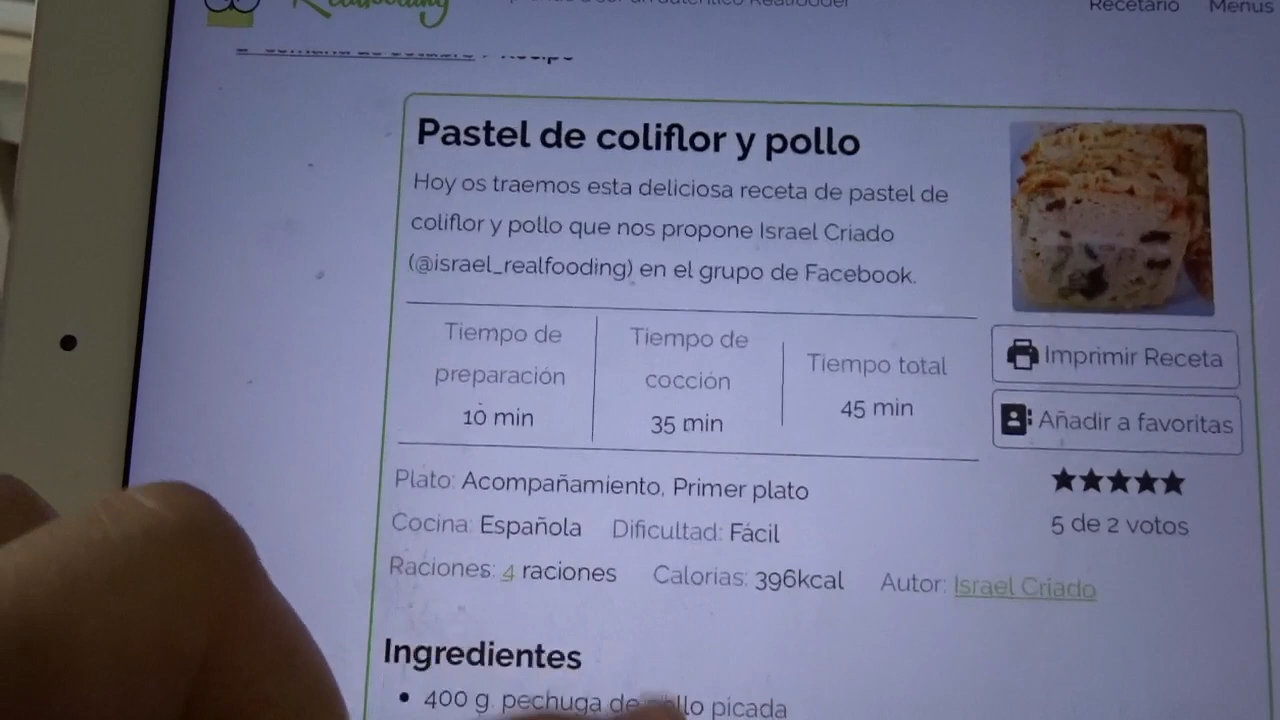 Realfooding
Recetario Menús
Pastel de coliflor y pollo
Hoy os traemos esta deliciosa receta de pastel de
coliflor y pollo que nos propone Israel Criado
(@israel_realfooding) en el grupo de Facebook.
Tiempo de
preparación
10 min
Tiempo de
cocción
35 min
Tiempo total
45 min
Imprimir Receta
Añadir a favoritas
5 de 2 votos
Plato: Acompañamiento, Primer plato
Cocina: Española Dificultad: Fácil
Raciones: 4 raciones Calorías: 396kcal Autor: Israel Criado
Ingredientes
• 400 g. pechuga de picada